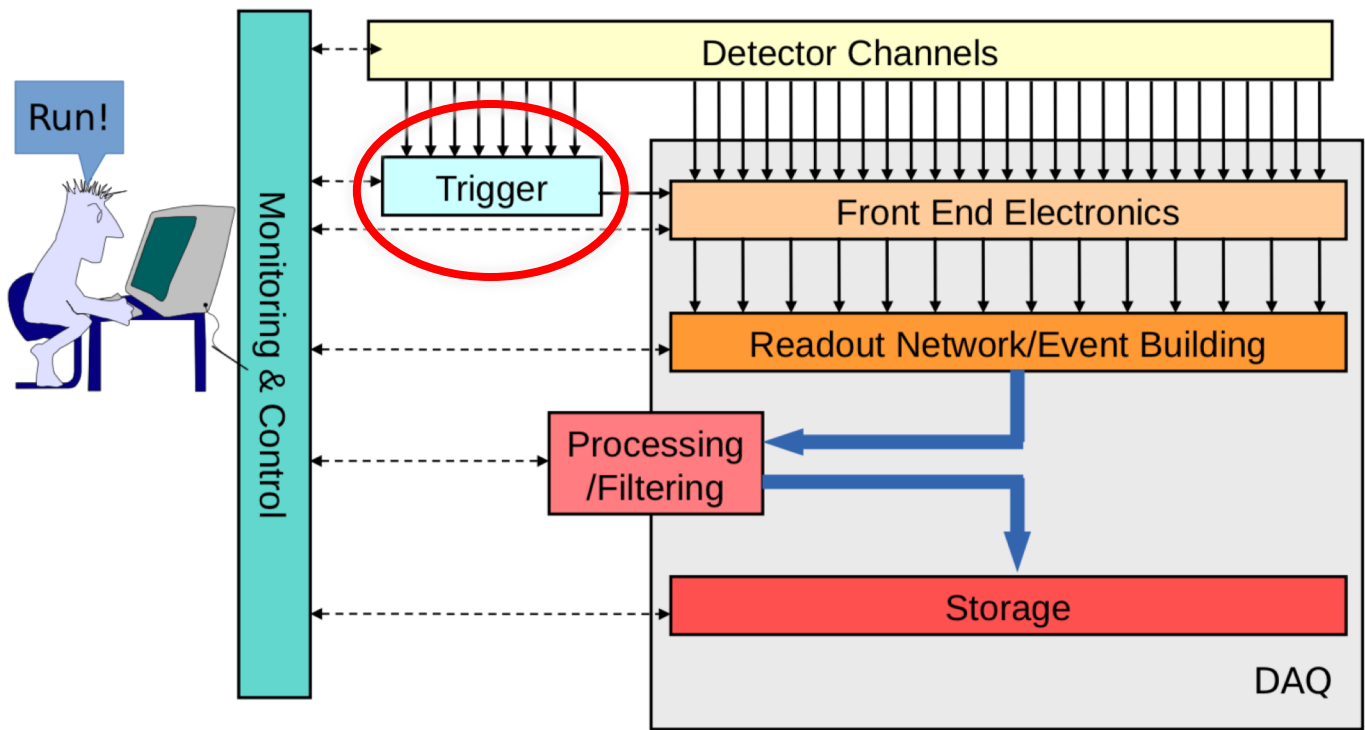 Detector Channels
Run!
Trigger
Front End Electronics
Monitoring & Control
Readout Network/Event Building
Processing
/Filtering
Storage
DAQ